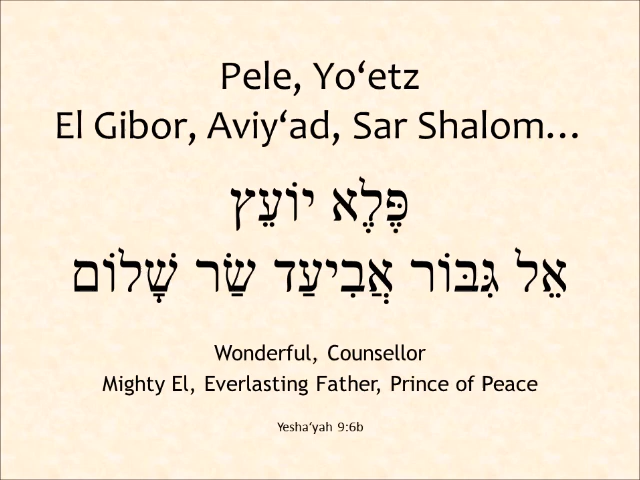 Pele, Yo‘etz
El Gibor, Aviy‘ad, Sar Shalom…
פֶּלֶא יוֹעֵץ
אֵל גִּבּוֹר אֲבִיעַד שַׂר שָׁלוֹם
Wonderful, Counsellor
Mighty El, Everlasting Father, Prince of Peace
Yesha‘yah 9:6b